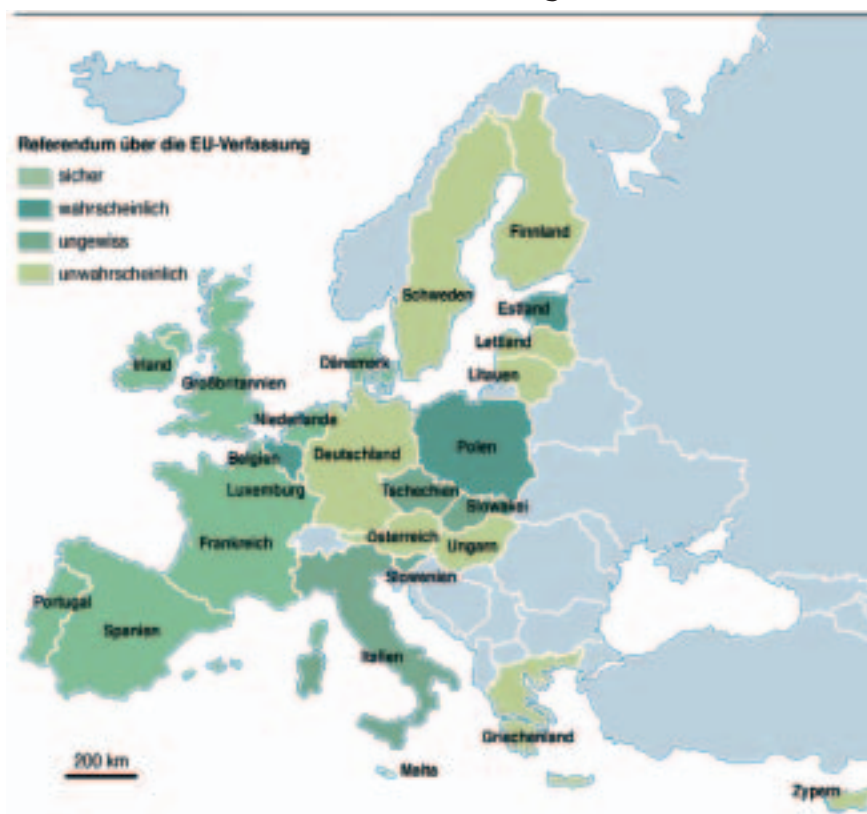 Referendum über die EU-Verfassung
sicher
wahrscheinlich
ungewiss
unwahrscheinlich
Finnland
Schweden
Estland
Lettland
Litauen
Irland
Großbritannien
Dänemark
Niederlande
Belgien
Deutschland
Polen
Luxemburg
Tschechien
Slowakei
Frankreich
Österreich
Ungarn
Slowenien
Portugal
Spanien
Italien
Griechenland
200 km
Malta
Zypern